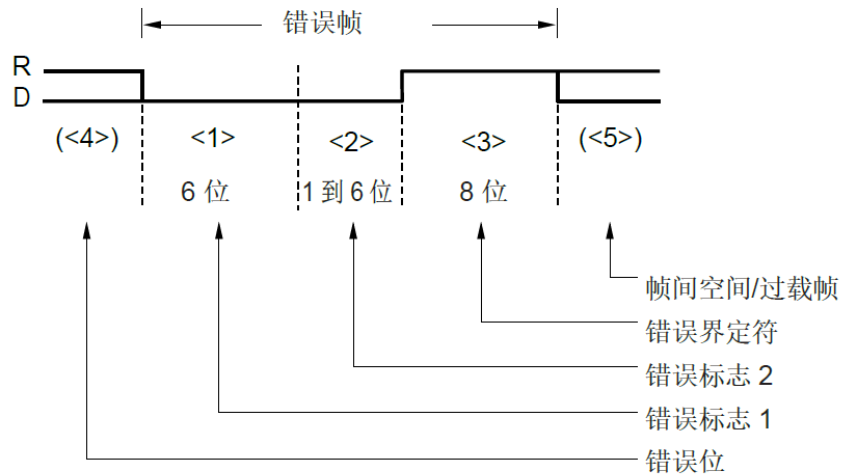 错误帧
R
D
(<4>) <1> <2> <3> (<5>)
6 位 1 到 6 位 8 位
帧间空间/过载帧
错误界定符
错误标志 2
错误标志 1
错误位